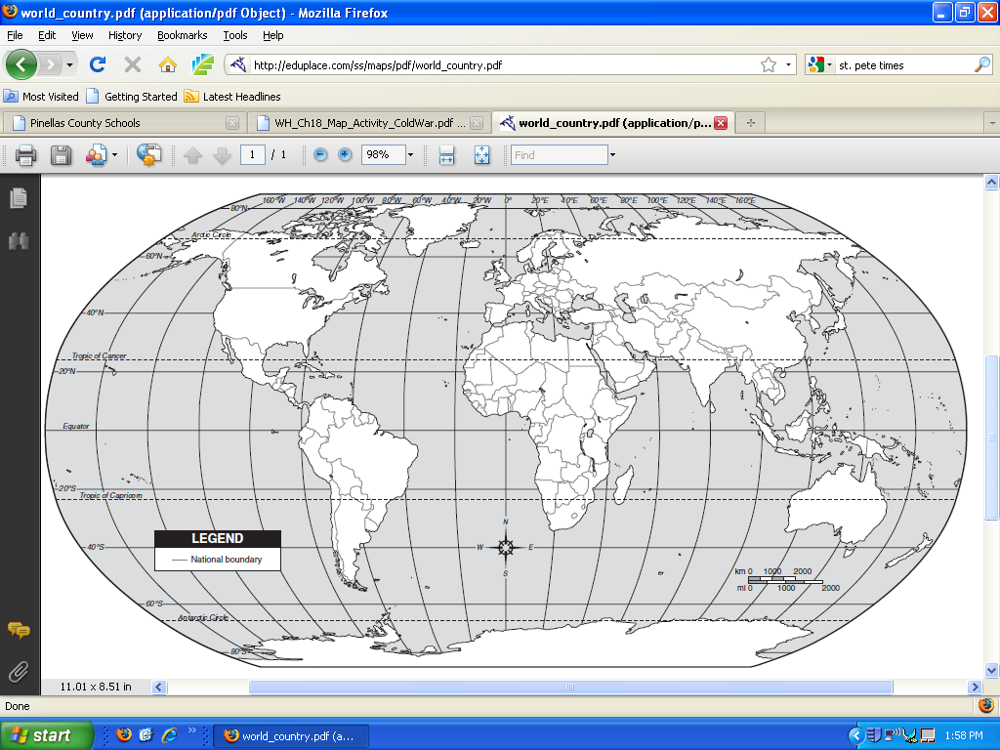 world_country.pdf (application/pdf Object) - Mozilla Firefox
File Edit View History Bookmarks Tools Help
http://eduplace.com/ss/maps/pdf/world_country.pdf
st. pete times
Most Visited Getting Started Latest Headlines
Pinellas County Schools
WH_Ch18_Map_Activity_ColdWar.pdf ...
world_country.pdf (application/p...
1 / 1 98% Find
160°W 140°W 120°W 100°W 80°W 60°W 40°W 20°W 0° 20°E 40°E 60°E 80°E 100°E 120°E 140°E 160°E
80°N
Arctic Circle
60°N
40°N
Tropic of Cancer
20°N
Equator
20°S
Tropic of Capricorn
N
W E
S
40°S
LEGEND
National boundary
km 0 1000 2000
mi 0 1000 2000
60°S
Antarctic Circle
80°S
11.01 x 8.51 in
Done
start
world_country.pdf (a...
1:58 PM